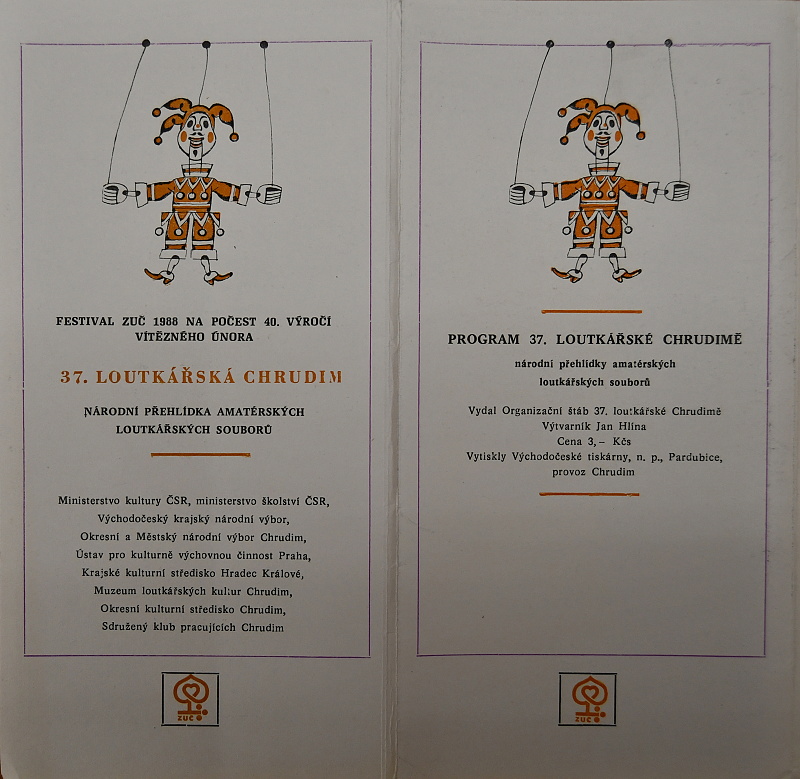 FESTIVAL ZUČ 1988 NA POČEST 40. VÝROČÍ
VÍTĚZNÉHO ÚNORA
37. LOUTKÁŘSKÁ CHRUDIM
NÁRODNÍ PŘEHLÍDKA AMATÉRSKÝCH
LOUTKÁŘSKÝCH SOUBORŮ
Ministerstvo kultury ČSR, ministerstvo školství ČSR,
Východočeský krajský národní výbor,
Okresní a Městský národní výbor Chrudim,
Ústav pro kulturně výchovnou činnost Praha,
Krajské kulturní středisko Hradec Králové,
Muzeum loutkářských kultur Chrudim,
Okresní kulturní středisko Chrudim,
Sdružený klub pracujících Chrudim
ZUČ
PROGRAM 37. LOUTKÁŘSKÉ CHRUDIMĚ
národní přehlídky amatérských
loutkářských souborů
Vydal Organizační štáb 37. loutkářské Chrudimě
Výtvarník Jan Hlína
Cena 3,– Kčs
Vytiskly Východočeské tiskárny, n. p., Pardubice,
provoz Chrudim
ZUČ